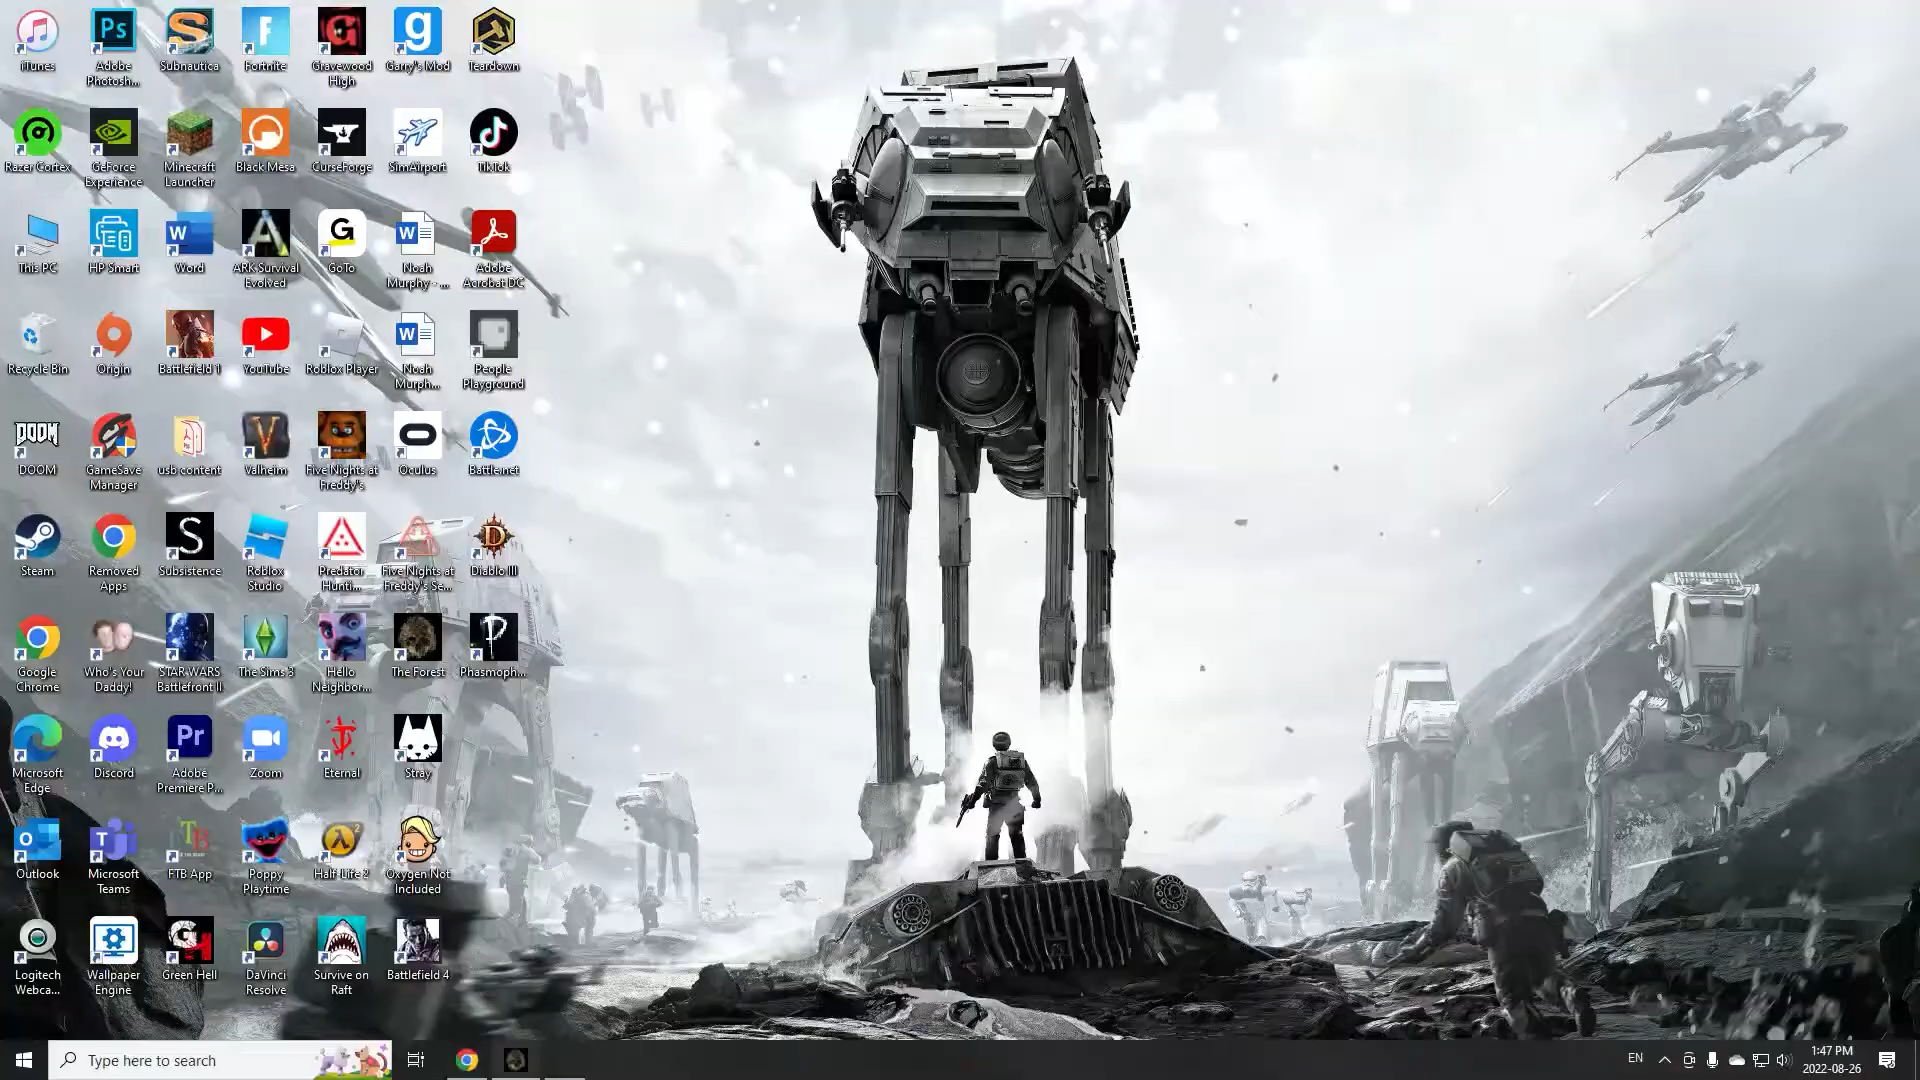 iTunes
Adobe
Photosh...
Subnautica
Fortnite
Gravewood
High
Garry's Mod
Teardown
Razer Cortex
GeForce
Experience
Minecraft
Launcher
Black Mesa
CurseForge
SimAirport
TikTok
This PC
HP Smart
Word
ARK Survival
Evolved
GoTo
Noah
Murphy - ...
Adobe
Acrobat DC
Recycle Bin
Origin
Battlefield 1
YouTube
Roblox Player
Noah
Murph...
People
Playground
DOOM
DOOM
GameSave
Manager
usb content
Valheim
Five Nights at
Freddy's
Oculus
Battle.net
Steam
Removed
Apps
Subsistence
Roblox
Studio
Predator
Hunti...
Five Nights at
Freddy's Se...
Diablo III
Google
Chrome
Who's Your
Daddy!
STAR WARS
Battlefront II
The Sims 3
Hello
Neighbor...
The Forest
Phasmoph...
Microsoft
Edge
Discord
Adobe
Premiere P...
Zoom
Eternal
Stray
Outlook
Microsoft
Teams
FTB App
Poppy
Playtime
Half-Life 2
Oxygen Not
Included
Logitech
Webca...
Wallpaper
Engine
Green Hell
DaVinci
Resolve
Survive on
Raft
Battlefield 4
Type here to search
EN
1:47 PM
2022-08-26